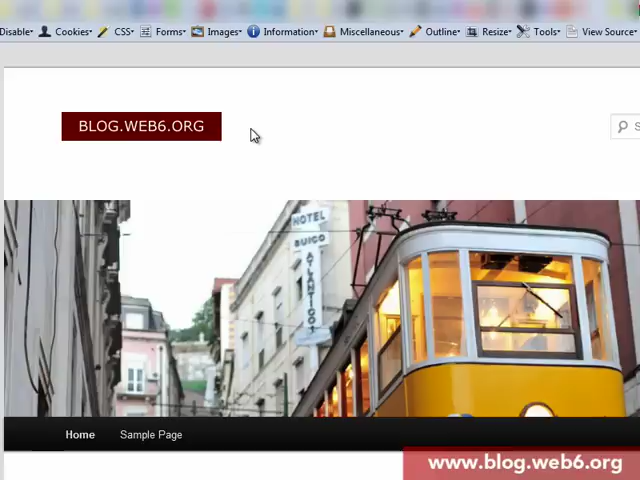 Disable Cookies CSS Forms Images Information Miscellaneous Outline Resize Tools View Source
BLOG.WEB6.ORG
S
HOTEL
SUIÇO
ATLANTICO
Home Sample Page
www.blog.web6.org